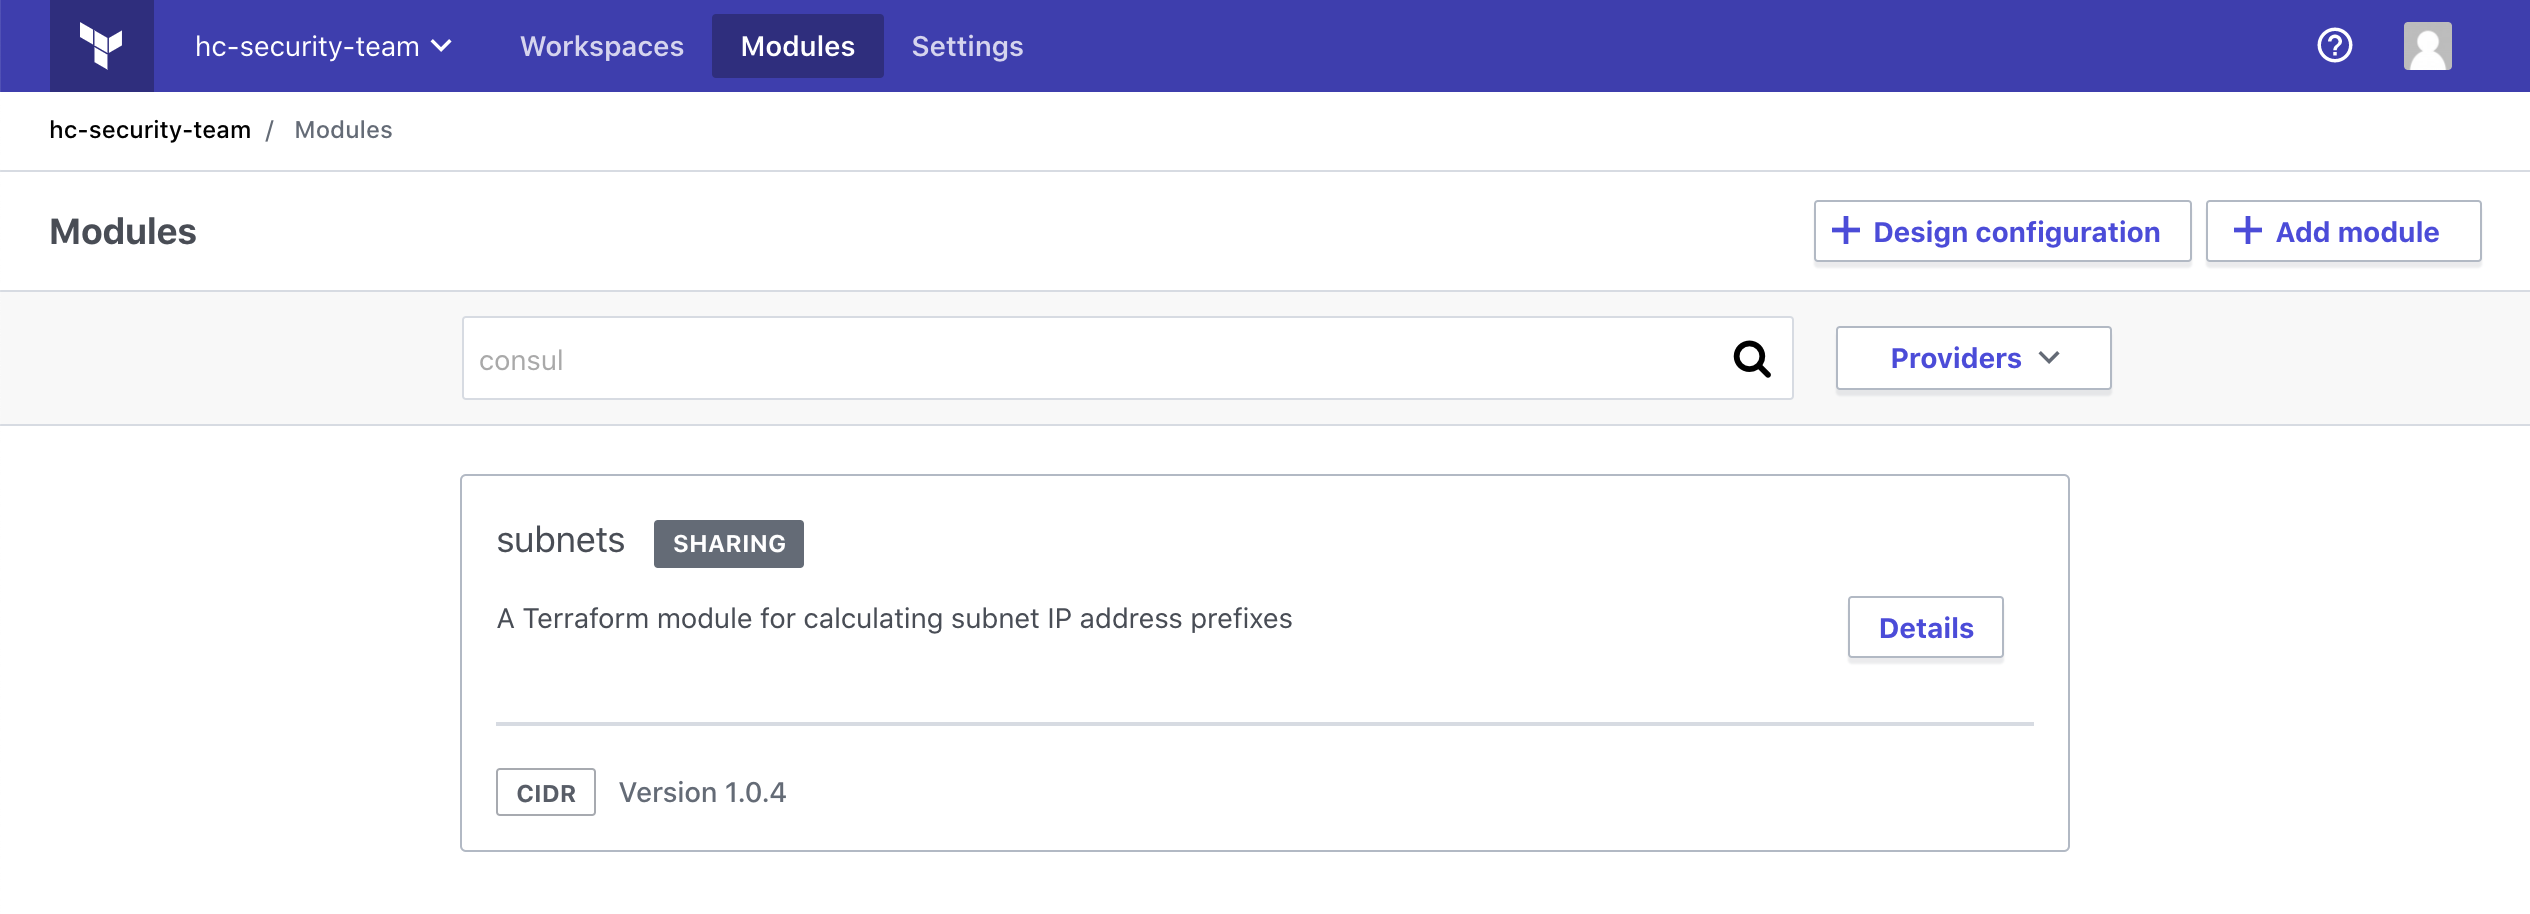 hc-security-team Workspaces Modules Settings
hc-security-team / Modules
Modules
Design configuration
Add module
consul
Providers
subnets SHARING
A Terraform module for calculating subnet IP address prefixes
Details
CIDR Version 1.0.4